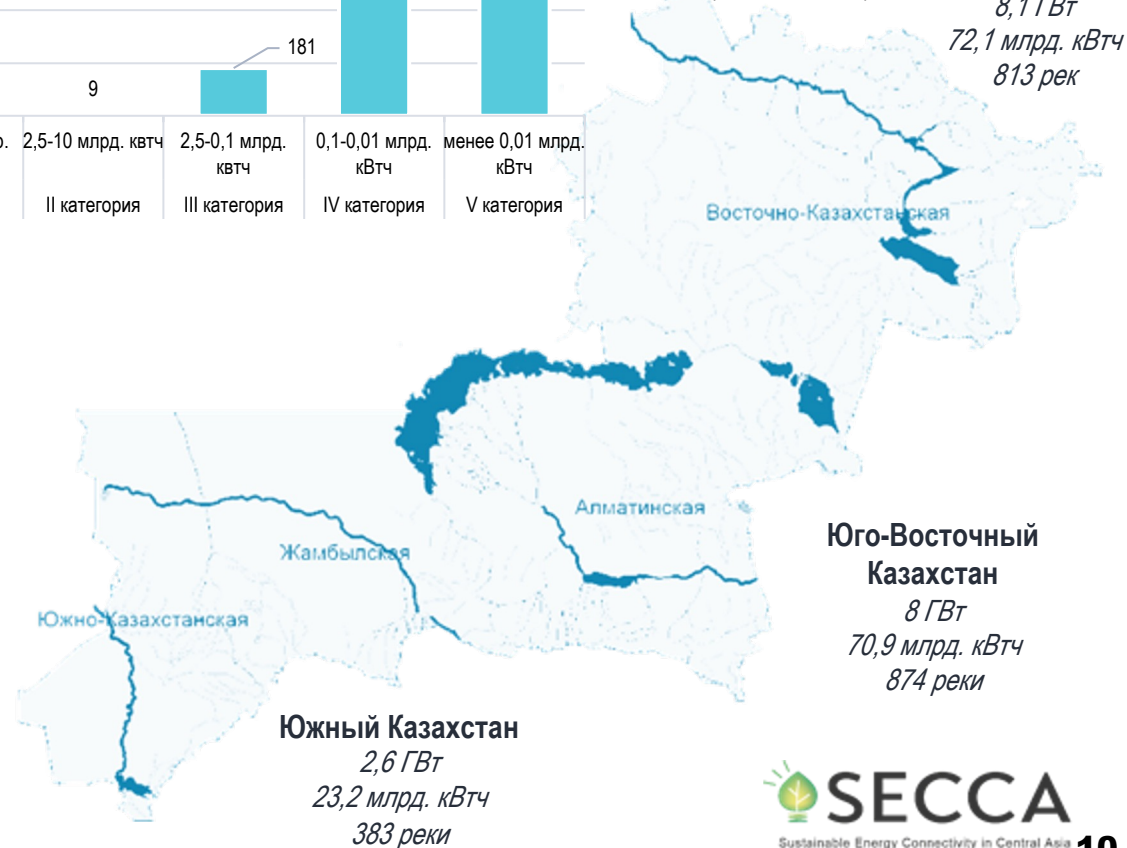 8,1 ГВт
72,1 млрд. кВтч
813 рек
181
9
2,5-10 млрд. квтч
2,5-0,1 млрд.
квтч
0,1-0,01 млрд.
кВтч
менее 0,01 млрд.
кВтч
II категория
III категория
IV категория
V категория
Восточно-Казахстанская
Алматинская
Жамбылская
Южно-Казахстанская
Юго-Восточный
Казахстан
8 ГВт
70,9 млрд. кВтч
874 реки
Южный Казахстан
2,6 ГВт
23,2 млрд. кВтч
383 реки
SECCA
Sustainable Energy Connectivity in Central Asia